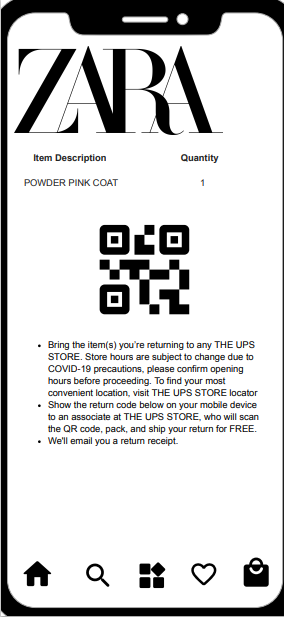 ZARA
Item Description Quantity
POWDER PINK COAT 1
• Bring the item(s) you're returning to any THE UPS
STORE. Store hours are subject to change due to
COVID-19 precautions, please confirm opening
hours before proceeding. To find your most
convenient location, visit THE UPS STORE locator
• Show the return code below on your mobile device
to an associate at THE UPS STORE, who will scan
the QR code, pack, and ship your return for FREE.
• We'll email you a return receipt.